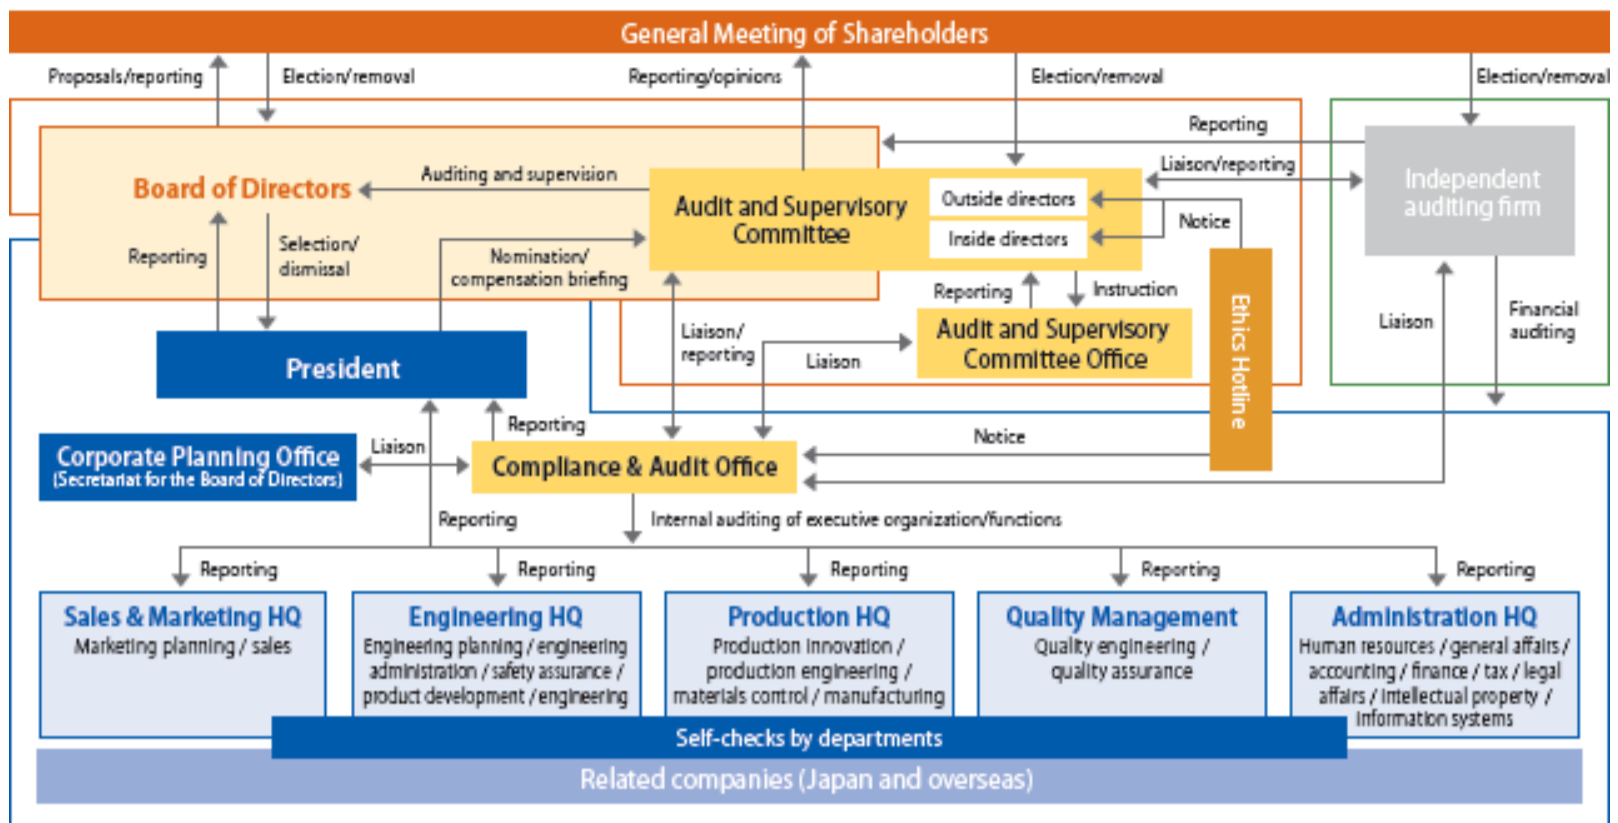 General Meeting of Shareholders
Proposals/reporting
Election/removal
Reporting/opinions
Election/removal
Election/removal
Reporting
Board of Directors
Auditing and supervision
Audit and Supervisory
Committee
Outside directors
Inside directors
Liaison/reporting
Notice
Independent
auditing firm
Reporting
Selection/
dismissal
Nomination/
compensation briefing
Reporting
Instruction
Ethics Hotline
Liaison
Financial
auditing
President
Liaison/
reporting
Liaison
Audit and Supervisory
Committee Office
Reporting
Corporate Planning Office
(Secretariat for the Board of Directors)
Liaison
Compliance & Audit Office
Notice
Reporting
Internal auditing of executive organization/functions
Reporting
Reporting
Reporting
Reporting
Reporting
Sales & Marketing HQ
Marketing planning / sales
Engineering HQ
Engineering planning / engineering
administration / safety assurance /
product development / engineering
Production HQ
Production innovation /
production engineering /
materials control / manufacturing
Quality Management
Quality engineering /
quality assurance
Administration HQ
Human resources / general affairs /
accounting / finance / tax / legal
affairs / intellectual property /
information systems
Self-checks by departments
Related companies (Japan and overseas)